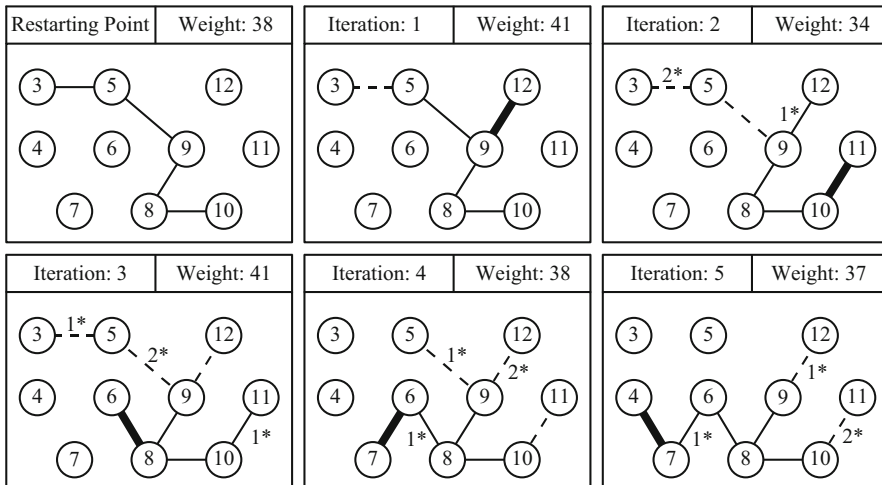 Restarting Point Weight: 38
3 5 12
4 6 9 11
7 8 10
Iteration: 1 Weight: 41
3 5 12
4 6 9 11
7 8 10
Iteration: 2 Weight: 34
3 2* 5 12
1*
4 6 9 11
7 8 10
Iteration: 3 Weight: 41
3 1* 5 12
2*
4 6 9 11
1*
7 8 10
Iteration: 4 Weight: 38
3 5 12
1* 2*
4 6 9 11
1*
7 8 10
Iteration: 5 Weight: 37
3 5 12
1*
4 6 9 11
1* 2*
7 8 10